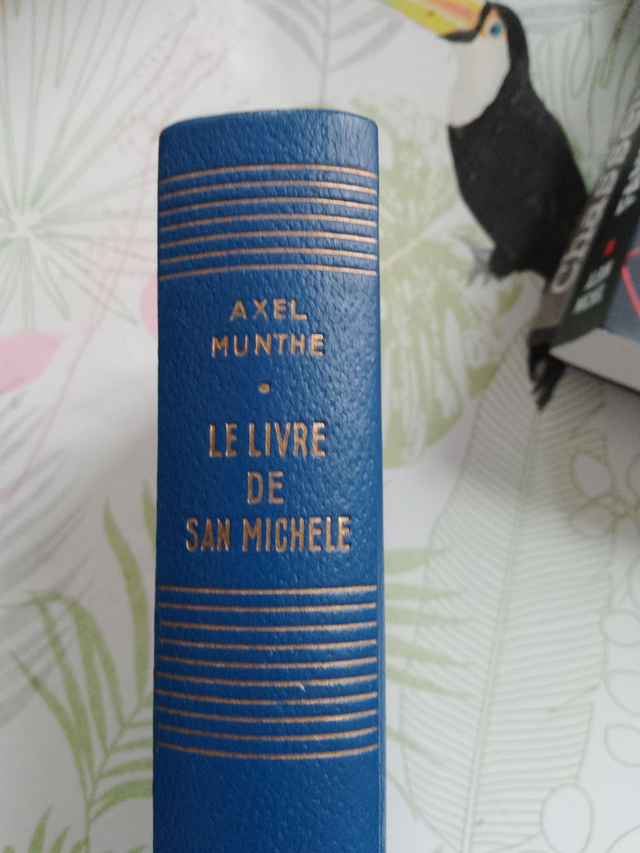 AXEL
MUNTHE
LE LIVRE
DE
SAN MICHELE